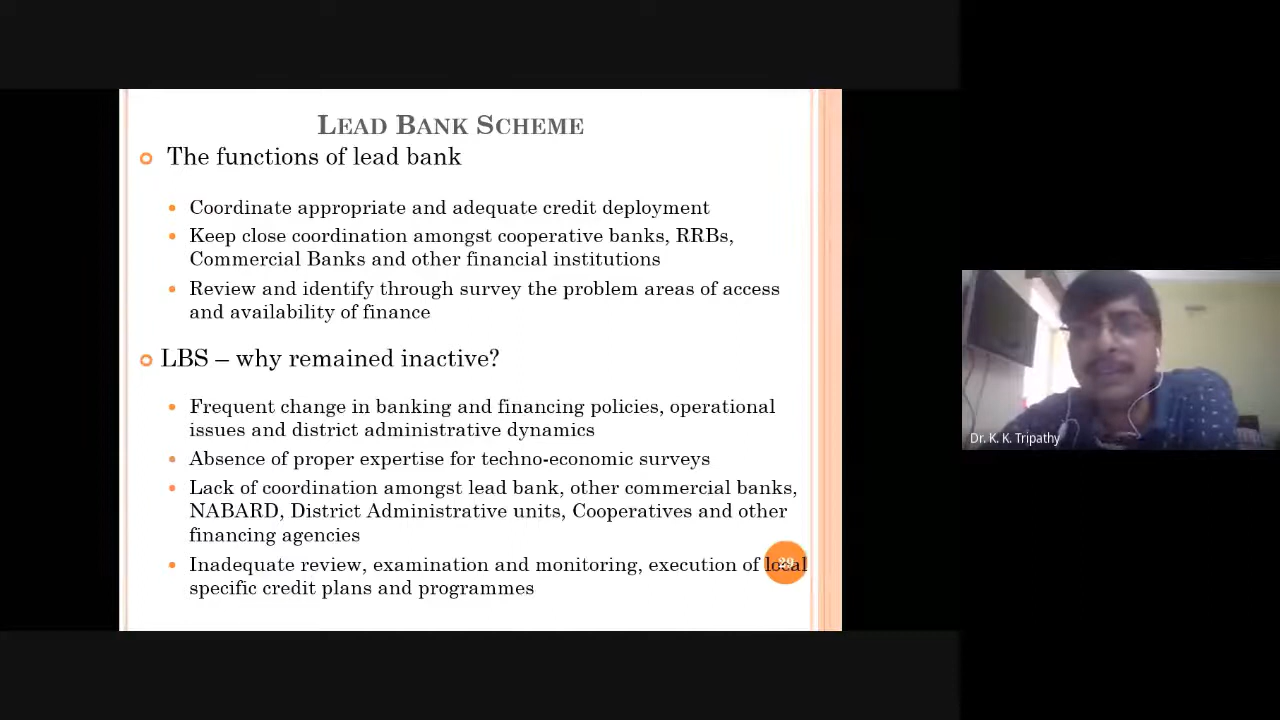 LEAD BANK SCHEME
The functions of lead bank
Coordinate appropriate and adequate credit deployment
Keep close coordination amongst cooperative banks, RRBs,
Commercial Banks and other financial institutions
Review and identify through survey the problem areas of access
and availability of finance
LBS – why remained inactive?
Frequent change in banking and financing policies, operational
issues and district administrative dynamics
Absence of proper expertise for techno-economic surveys
Lack of coordination amongst lead bank, other commercial banks,
NABARD, District Administrative units, Cooperatives and other
financing agencies
Inadequate review, examination and monitoring, execution of local
specific credit plans and programmes
29
Dr. K. K. Tripathy